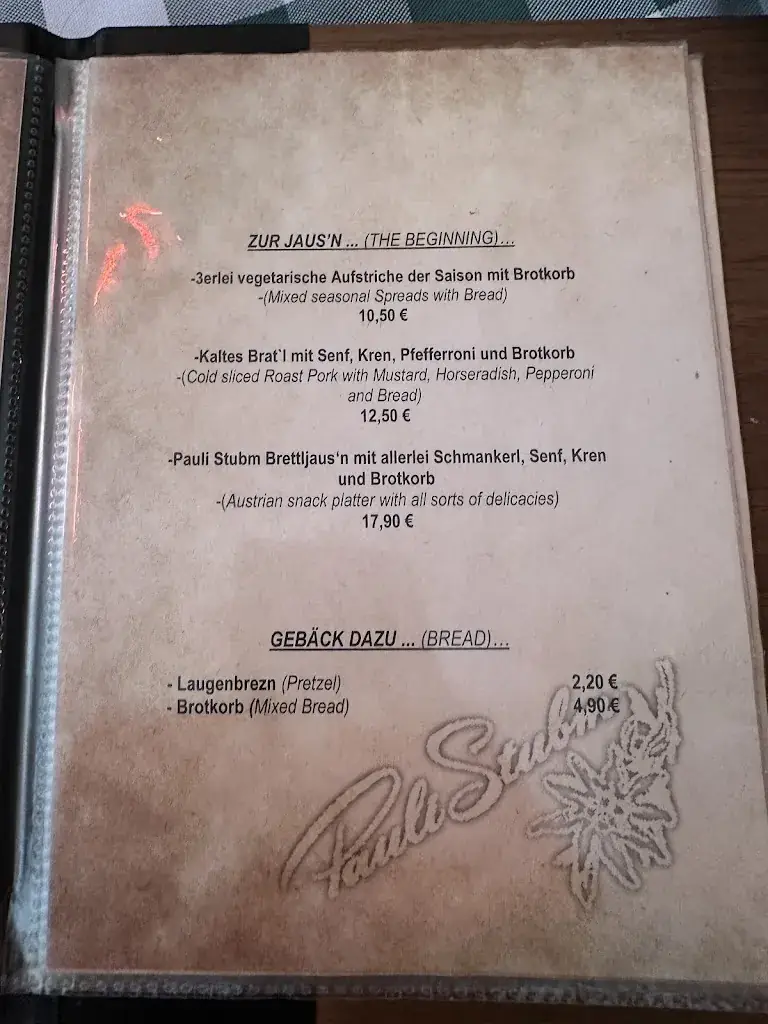 ZUR JAUS'N ... (THE BEGINNING)...
-3erlei vegetarische Aufstriche der Saison mit Brotkorb
-(Mixed seasonal Spreads with Bread)
10,50 €
-Kaltes Brat`l mit Senf, Kren, Pfefferroni und Brotkorb
-(Cold sliced Roast Pork with Mustard, Horseradish, Pepperoni
and Bread)
12,50 €
-Pauli Stubm Brettljaus‘n mit allerlei Schmankerl, Senf, Kren
und Brotkorb
-(Austrian snack platter with all sorts of delicacies)
17,90 €
GEBÄCK DAZU ... (BREAD)...
- Laugenbrezn (Pretzel) 2,20 €
- Brotkorb (Mixed Bread) 4,90 €
Pauli Stubm